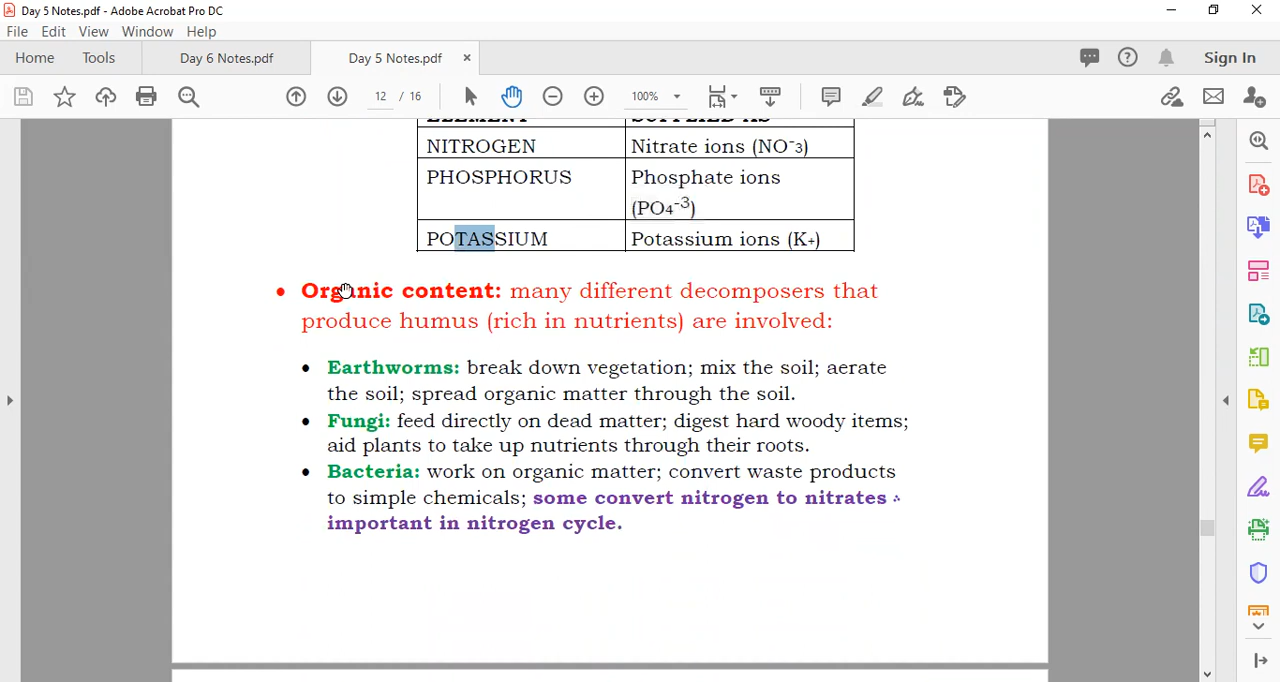 Day 5 Notes.pdf - Adobe Acrobat Pro DC
File Edit View Window Help
Home Tools Day 6 Notes.pdf Day 5 Notes.pdf × Sign In
12 / 16 100%
ELEMENT SUPPLIED AS
NITROGEN Nitrate ions (NO⁻₃)
PHOSPHORUS Phosphate ions
(PO₄⁻³)
POTASSIUM Potassium ions (K₊)
• Organic content: many different decomposers that
produce humus (rich in nutrients) are involved:
• Earthworms: break down vegetation; mix the soil; aerate
the soil; spread organic matter through the soil.
• Fungi: feed directly on dead matter; digest hard woody items;
aid plants to take up nutrients through their roots.
• Bacteria: work on organic matter; convert waste products
to simple chemicals; some convert nitrogen to nitrates ∴
important in nitrogen cycle.